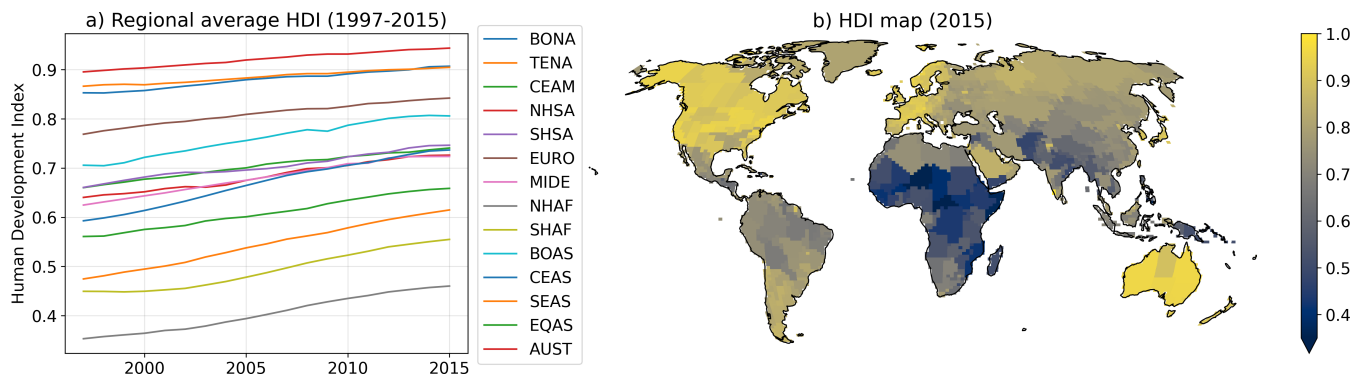 a) Regional average HDI (1997-2015)
Human Development Index
0.9
0.8
0.7
0.6
0.5
0.4
2000
2005
2010
2015
BONA
TENA
CEAM
NHSA
SHSA
EURO
MIDE
NHAF
SHAF
BOAS
CEAS
SEAS
EQAS
AUST
b) HDI map (2015)
1.0
0.9
0.8
0.7
0.6
0.5
0.4